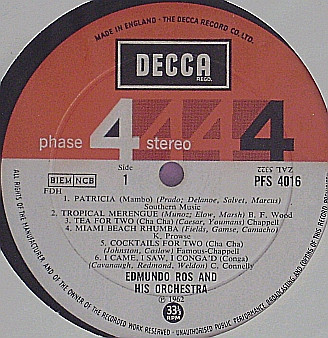 MADE IN ENGLAND · THE DECCA RECORD CO. LTD.
DECCA
REGD.
phase 4 stereo 4 4 4
Side
1
ZAL 5222
PFS 4016
BIEM NCB
FDH
1. PATRICIA (Mambo) (Prado; Delanoe, Salvet, Marcus)
Southern Music
2. TROPICAL MERENGUE (Munoz; Elow, Marsh) B. F. Wood
3. TEA FOR TWO (Cha Cha) (Caesar, Youmans) Chappell
4. MIAMI BEACH RHUMBA (Fields, Gamse, Camacho)
K. Prowse
5. COCKTAILS FOR TWO (Cha Cha)
(Johnston, Coslow) Famous-Chappell
6. I CAME, I SAW, I CONGA'D (Conga)
(Cavanaugh, Redmond, Weldon) C. Connelly
EDMUNDO ROS AND
HIS ORCHESTRA
℗ 1962
33⅓
RPM
ALL RIGHTS OF THE MANUFACTURER AND OF THE OWNER OF THE RECORDED WORK RESERVED UNAUTHORISED PUBLIC PERFORMANCE, BROADCASTING AND COPYING OF THIS RECORD PROHIBITED